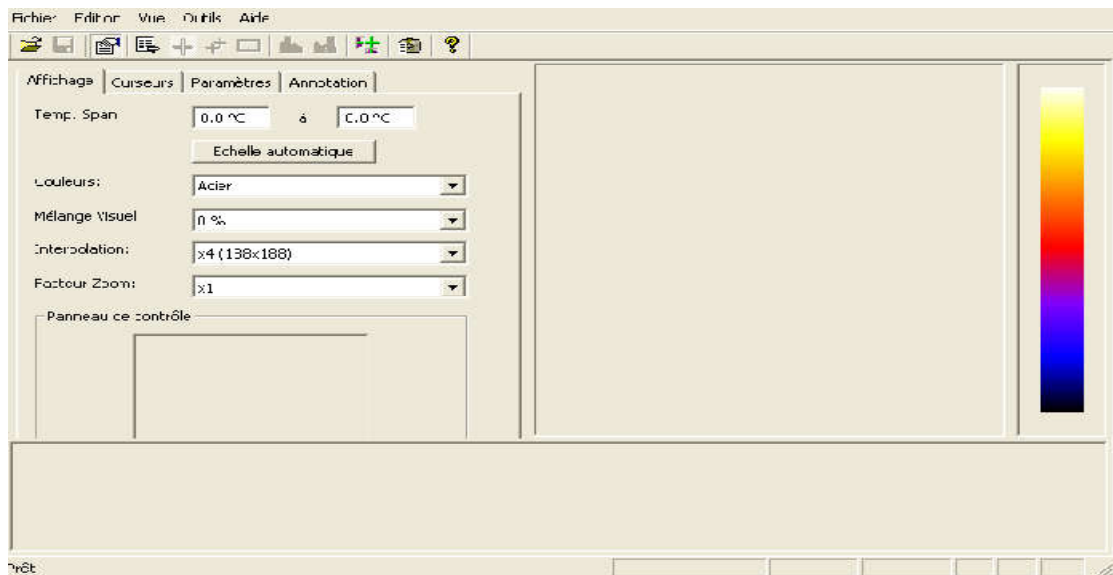 Fichier Edition Vue Outils Aide
Affichage Curseurs Paramètres Annotation
Temp. Span 0.0 °C à 0.0 °C
Echelle automatique
Couleurs: Acier
Mélange Visuel 0 %
Interpolation: x4 (138x188)
Facteur Zoom: x1
Panneau de contrôle
Prêt